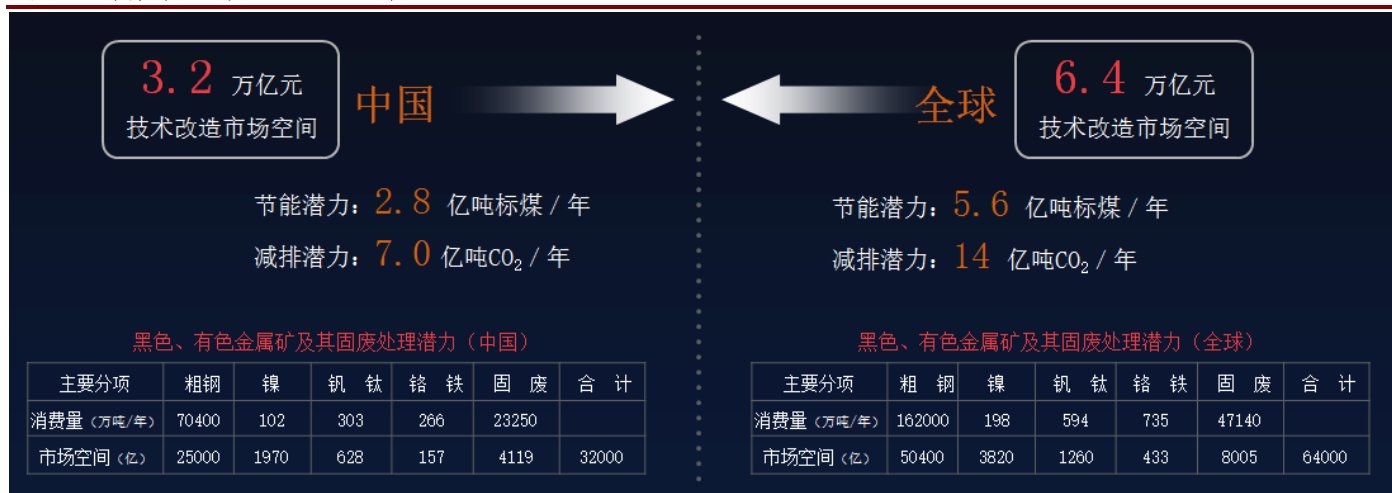 3.2 万亿元
技术改造市场空间
中国
节能潜力：2.8 亿吨标煤/年
减排潜力：7.0 亿吨CO₂/年
黑色、有色金属矿及其固废处理潜力（中国）
主要分项 粗钢 镍 钒 钛 铬 铁 固 废 合 计
消费量（万吨/年） 70400 102 303 266 23250
市场空间（亿） 25000 1970 628 157 4119 32000
全球
6.4 万亿元
技术改造市场空间
节能潜力：5.6 亿吨标煤/年
减排潜力：14 亿吨CO₂/年
黑色、有色金属矿及其固废处理潜力（全球）
主要分项 粗 钢 镍 钒 钛 铬 铁 固 废 合 计
消费量（万吨/年） 162000 198 594 735 47140
市场空间（亿） 50400 3820 1260 433 8005 64000